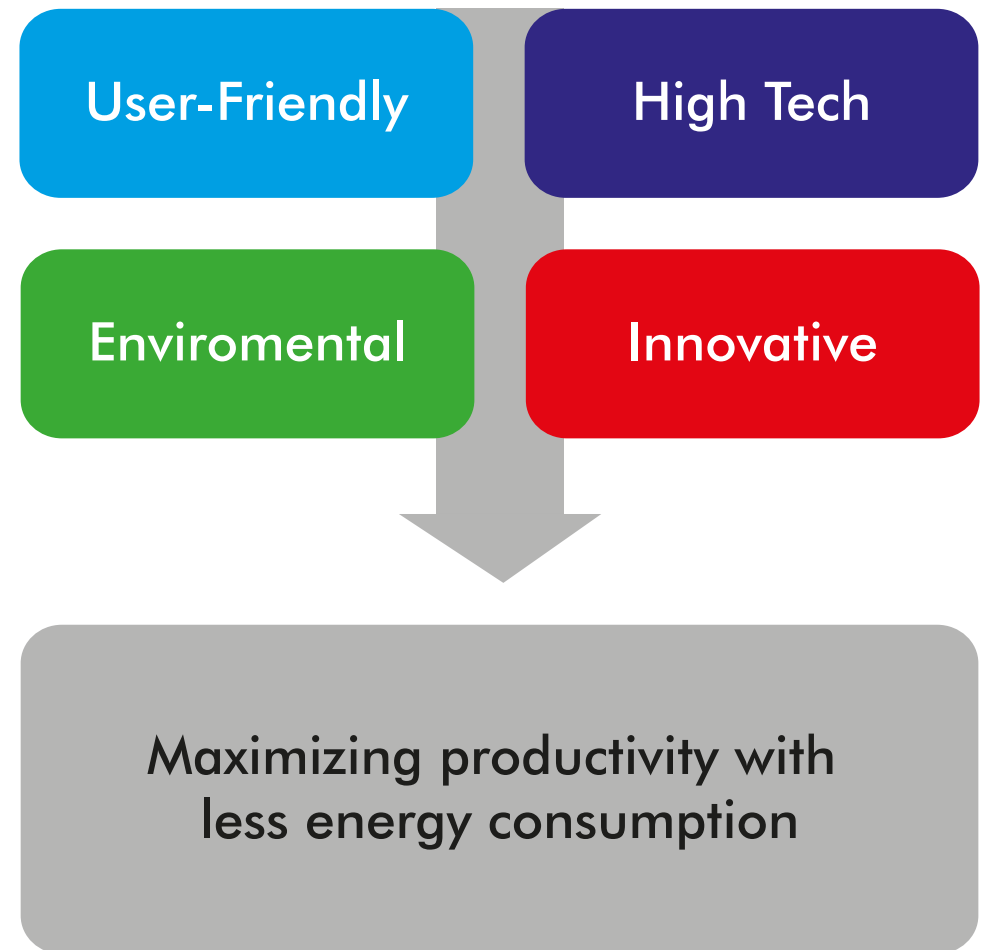 User-Friendly
High Tech
Enviromental
Innovative
Maximizing productivity with
less energy consumption